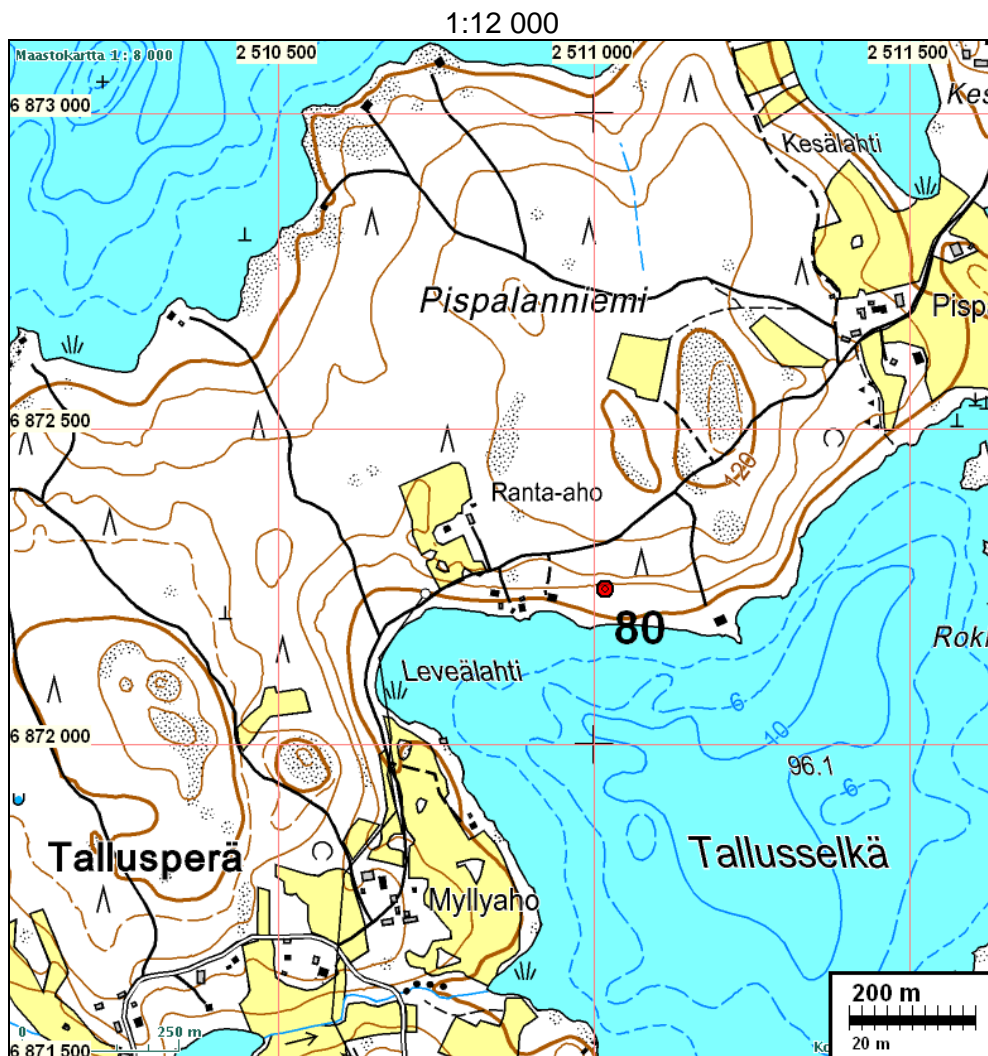 1:12 000
Maastokartta 1 : 8 000
2 510 500
2 511 000
2 511 500
6 873 000
Kes
Kesälahti
Pispalanniemi
Pisp
6 872 500
120
Ranta-aho
80
Leveälahti
Roki
6
10
6 872 000
96.1
6
Tallusperä
Tallusselkä
Myllyaho
200 m
20 m
0
250 m
6 871 500
Ko